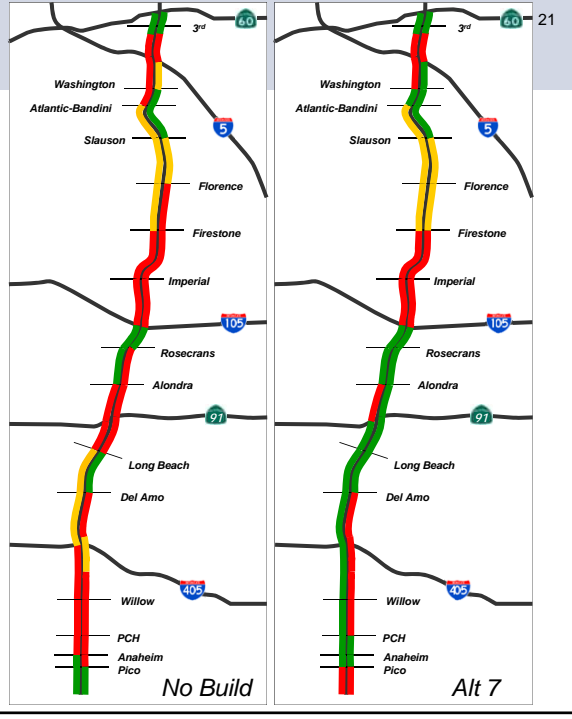 60
3rd
Washington
Atlantic-Bandini
5
Slauson
Florence
Firestone
Imperial
105
Rosecrans
Alondra
91
Long Beach
Del Amo
405
Willow
PCH
Anaheim
Pico
No Build
60
21
3rd
Washington
Atlantic-Bandini
5
Slauson
Florence
Firestone
Imperial
105
Rosecrans
Alondra
91
Long Beach
Del Amo
405
Willow
PCH
Anaheim
Pico
Alt 7